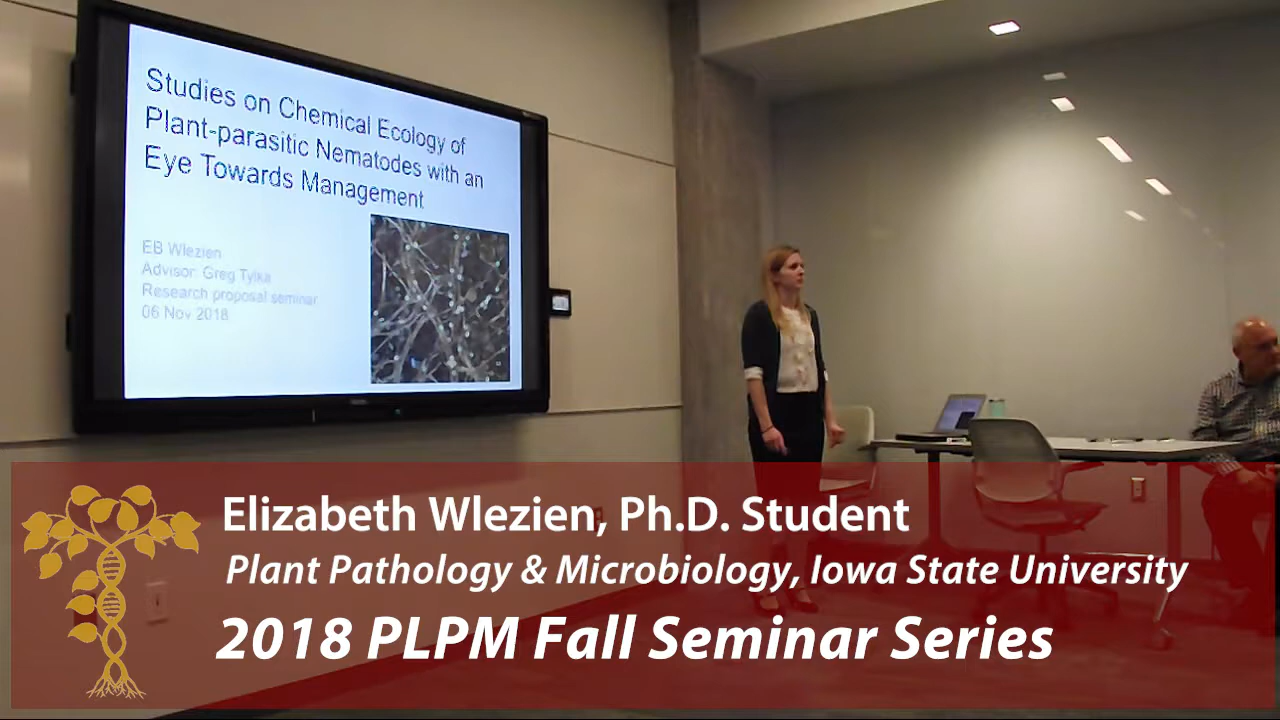 Studies on Chemical Ecology of
Plant-parasitic Nematodes with an
Eye Towards Management
EB Wlezien
Advisor: Greg Tylka
Research proposal seminar
06 Nov 2018
Elizabeth Wlezien, Ph.D. Student
Plant Pathology & Microbiology, Iowa State University
2018 PLPM Fall Seminar Series